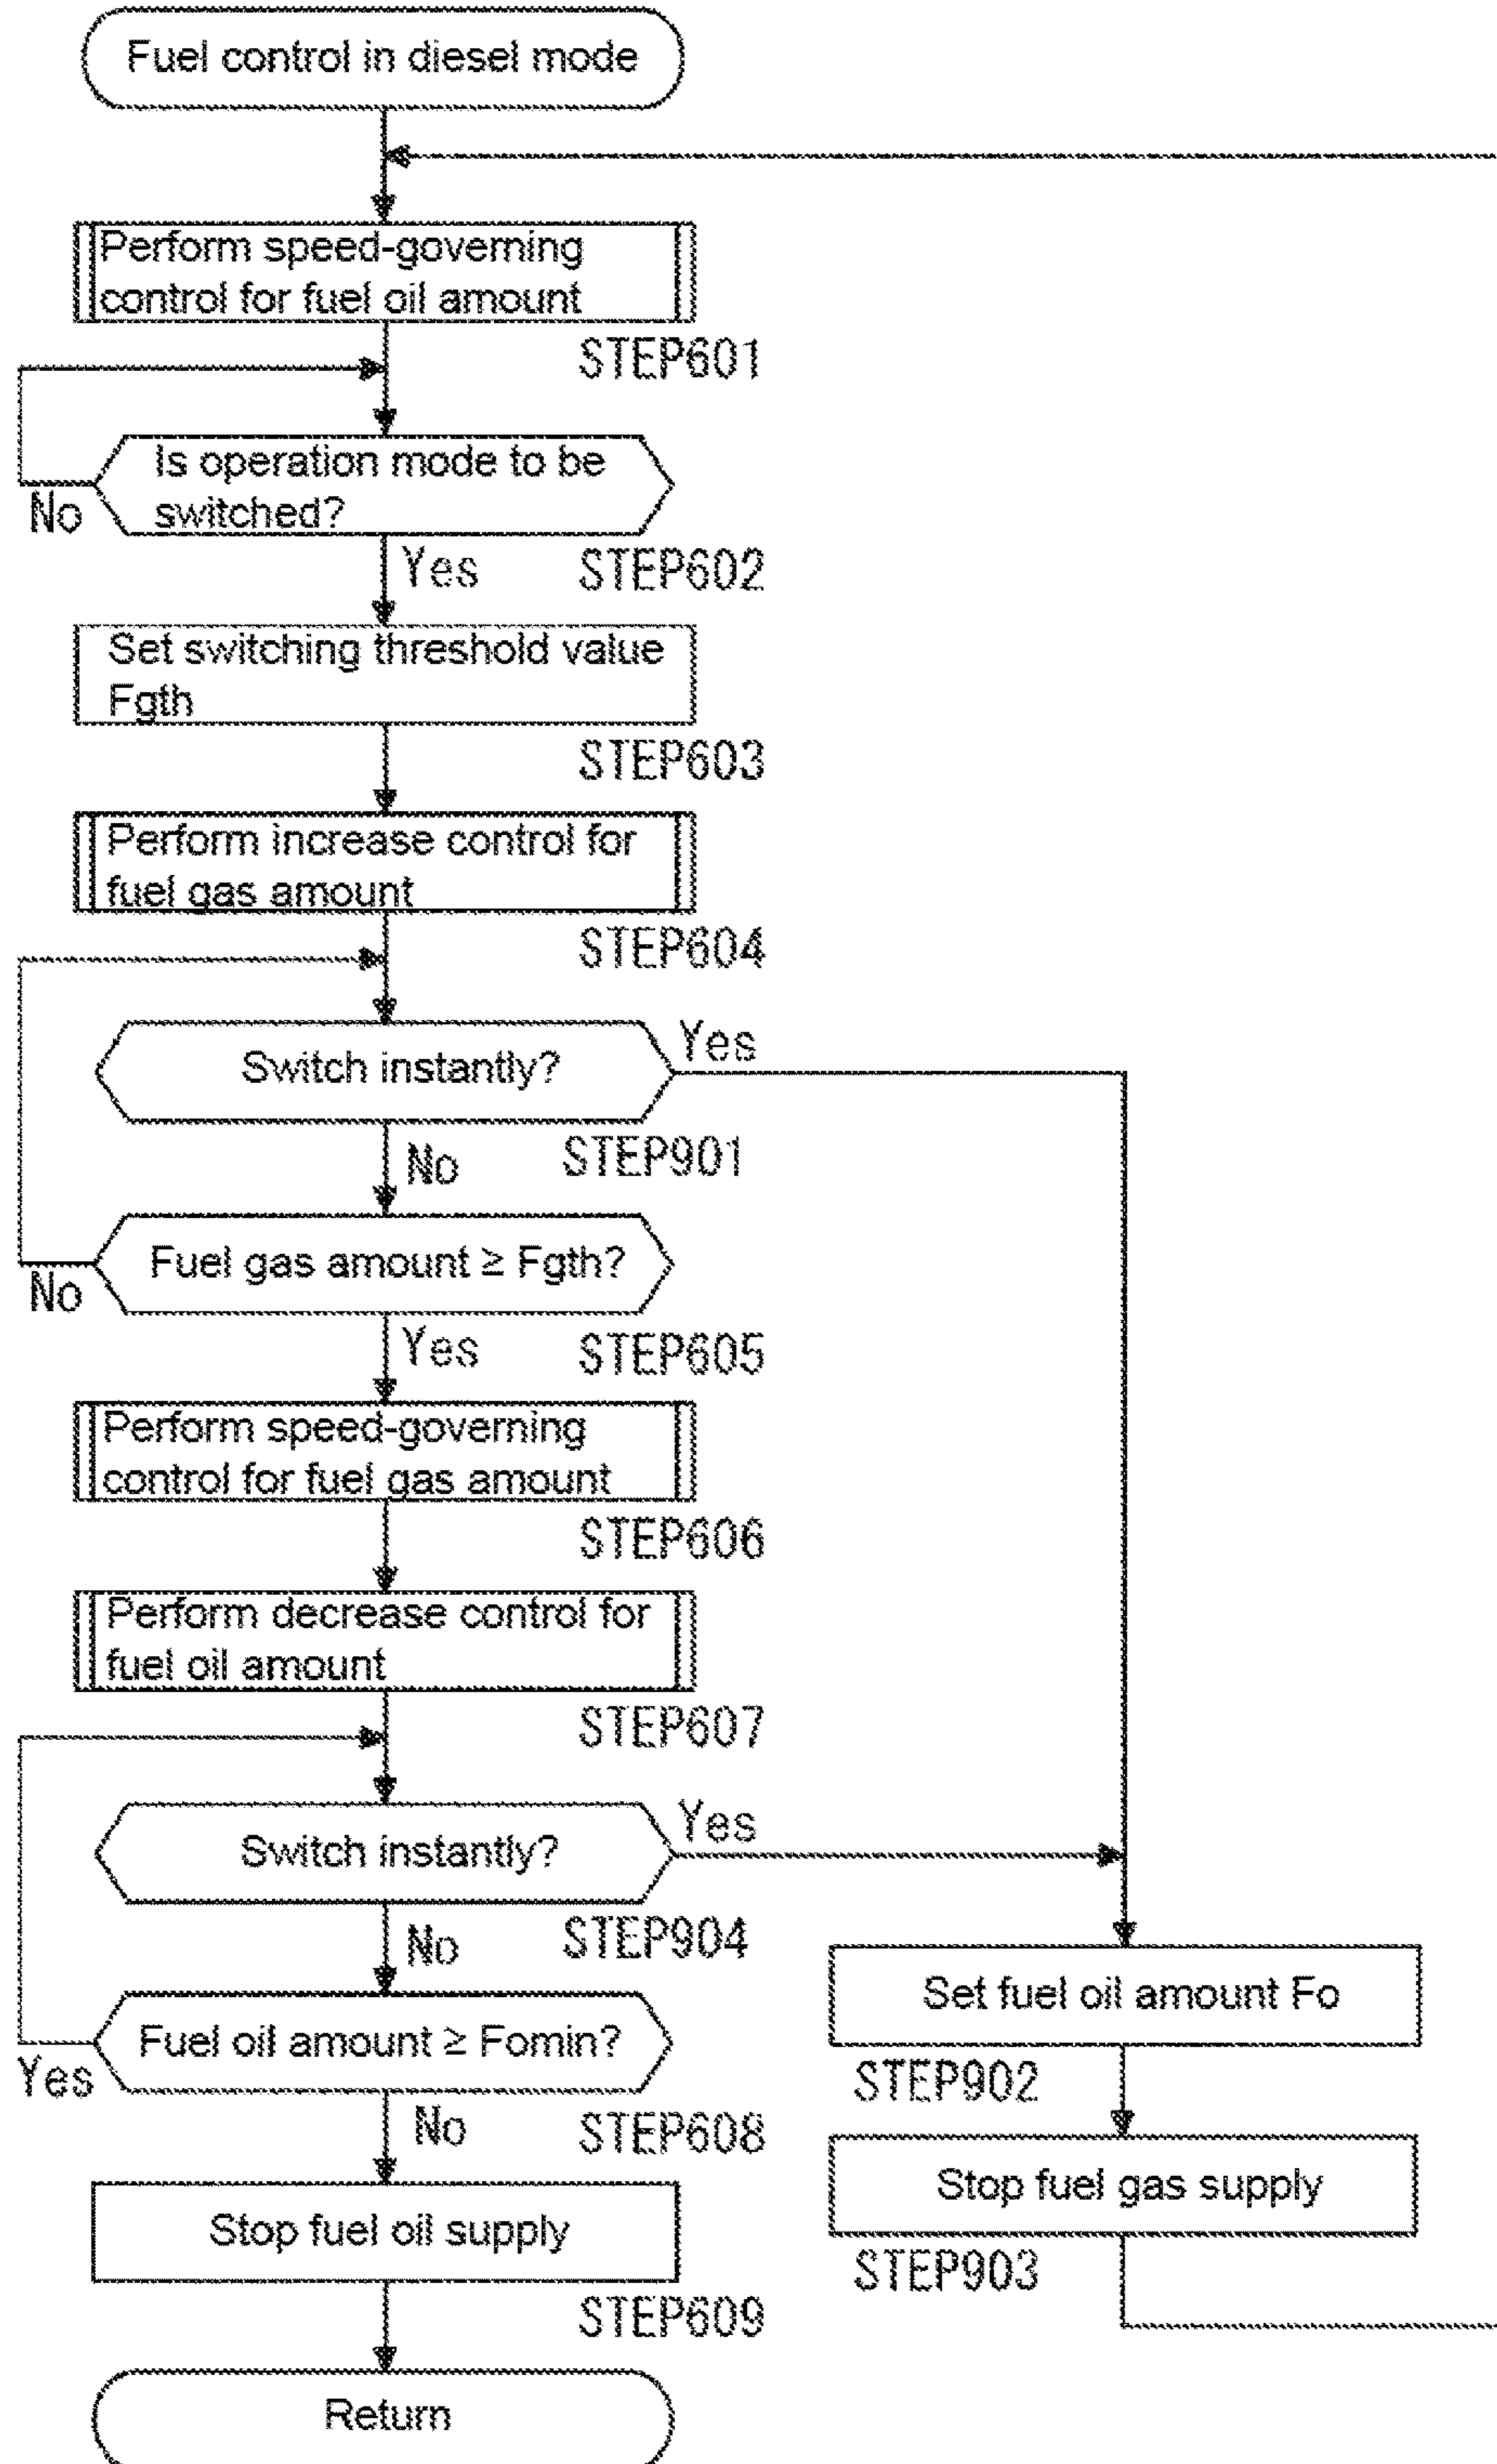 Fuel control in diesel mode
Perform speed-governing
control for fuel oil amount
STEP601
Is operation mode to be
switched?
No
Yes
STEP602
Set switching threshold value
Fgth
STEP603
Perform increase control for
fuel gas amount
STEP604
Switch instantly?
Yes
No
STEP901
Fuel gas amount ≥ Fgth?
No
Yes
STEP605
Perform speed-governing
control for fuel gas amount
STEP606
Perform decrease control for
fuel oil amount
STEP607
Switch instantly?
Yes
No
STEP904
Fuel oil amount ≥ Fomin?
Yes
No
STEP608
Stop fuel oil supply
STEP609
Return
Set fuel oil amount Fo
STEP902
Stop fuel gas supply
STEP903